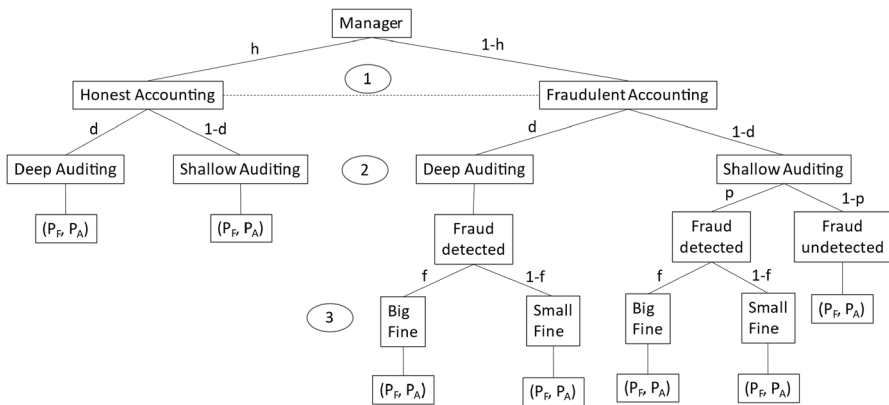 Manager
h
1-h
1
Honest Accounting
Fraudulent Accounting
d
1-d
d
1-d
Deep Auditing
Shallow Auditing
2
Deep Auditing
Shallow Auditing
p
1-p
(P_F, P_A)
(P_F, P_A)
Fraud
detected
Fraud
detected
Fraud
undetected
f
1-f
f
1-f
3
Big
Fine
Small
Fine
Big
Fine
Small
Fine
(P_F, P_A)
(P_F, P_A)
(P_F, P_A)
(P_F, P_A)
(P_F, P_A)